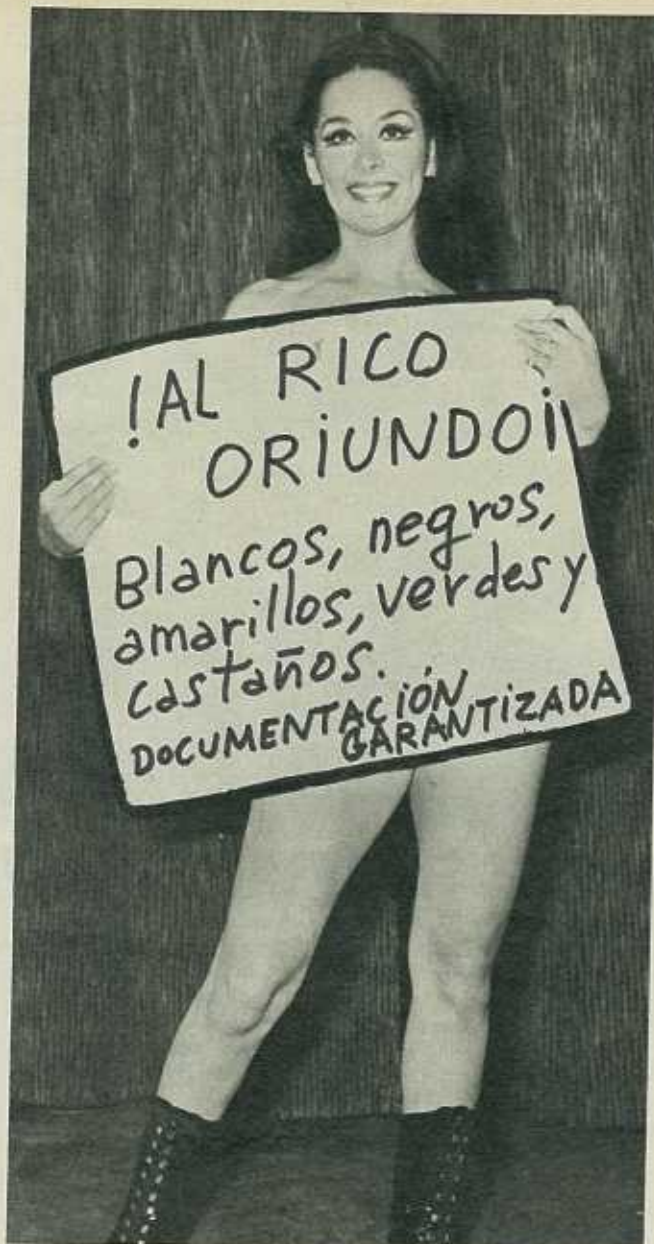 !AL RICO
ORIUNDO¡
Blancos, negros,
amarillos, verdes y
castaños.
DOCUMENTACIÓN
GARANTIZADA